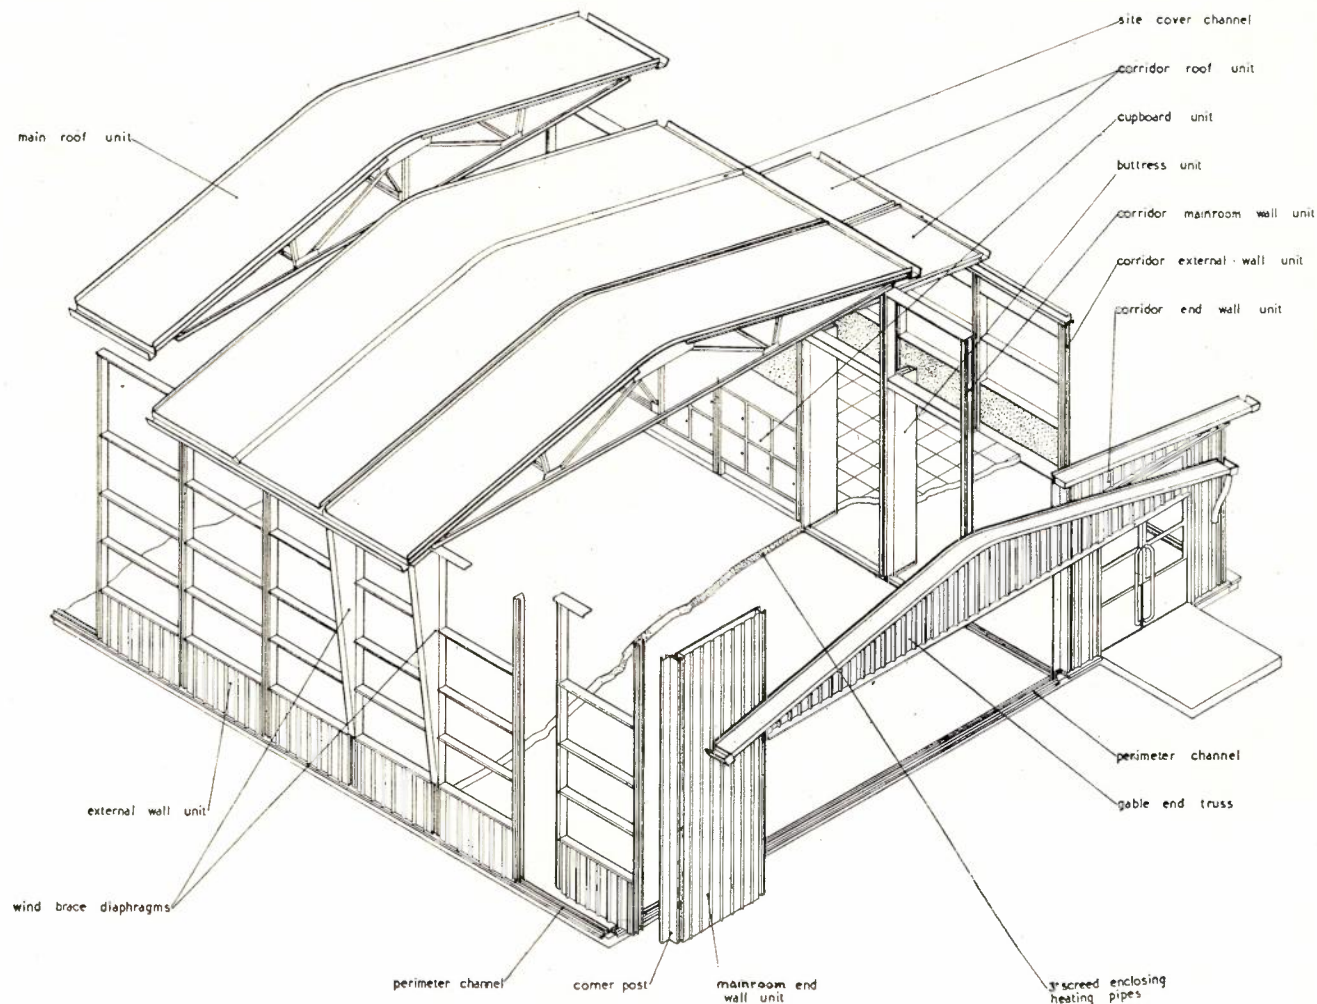 site cover channel
corridor roof unit
cupboard unit
buttress unit
corridor mainroom wall unit
corridor external wall unit
corridor end wall unit
main roof unit
external wall unit
wind brace diaphragms
perimeter channel
corner post
mainroom end
wall unit
perimeter channel
gable end truss
3" screed enclosing
heating pipes